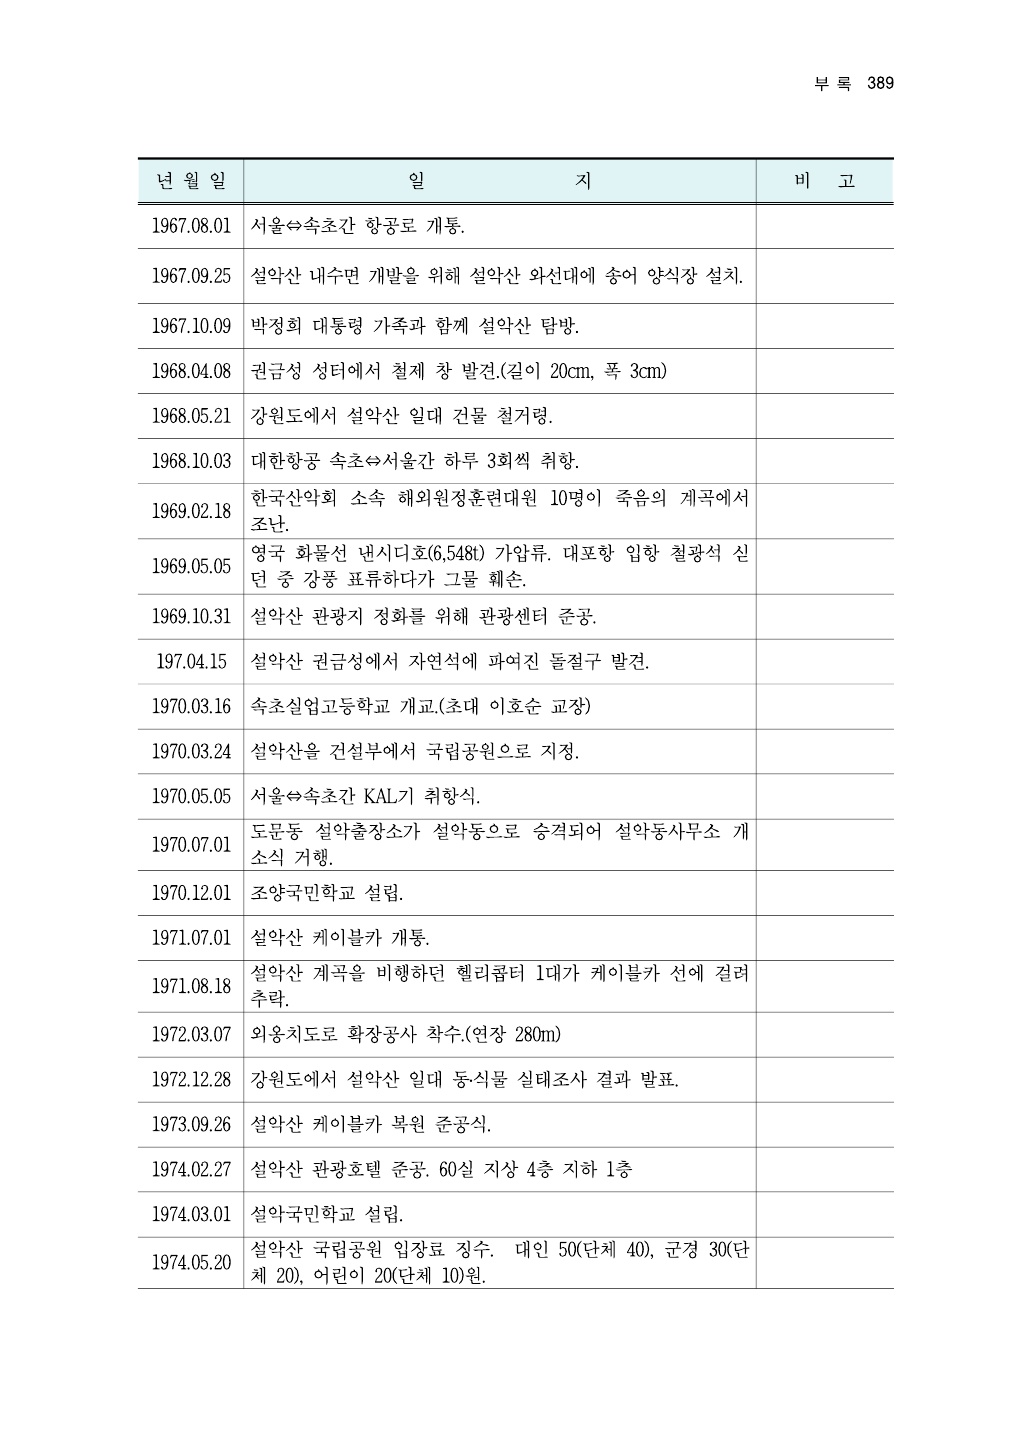 부 록 389
년 월 일 일 지 비 고
1967.08.01 서울⇔속초간 항공로 개통.
1967.09.25 설악산 내수면 개발을 위해 설악산 와선대에 송어 양식장 설치.
1967.10.09 박정희 대통령 가족과 함께 설악산 탐방.
1968.04.08 권금성 성터에서 철제 창 발견.(길이 20cm, 폭 3cm)
1968.05.21 강원도에서 설악산 일대 건물 철거령.
1968.10.03 대한항공 속초⇔서울간 하루 3회씩 취항.
1969.02.18 한국산악회 소속 해외원정훈련대원 10명이 죽음의 계곡에서
조난.
1969.05.05 영국 화물선 낸시디호(6,548t) 가압류. 대포항 입항 철광석 싣
던 중 강풍 표류하다가 그물 훼손.
1969.10.31 설악산 관광지 정화를 위해 관광센터 준공.
197.04.15 설악산 권금성에서 자연석에 파여진 돌절구 발견.
1970.03.16 속초실업고등학교 개교.(초대 이호순 교장)
1970.03.24 설악산을 건설부에서 국립공원으로 지정.
1970.05.05 서울⇔속초간 KAL기 취항식.
1970.07.01 도문동 설악출장소가 설악동으로 승격되어 설악동사무소 개
소식 거행.
1970.12.01 조양국민학교 설립.
1971.07.01 설악산 케이블카 개통.
1971.08.18 설악산 계곡을 비행하던 헬리콥터 1대가 케이블카 선에 걸려
추락.
1972.03.07 외옹치도로 확장공사 착수.(연장 280m)
1972.12.28 강원도에서 설악산 일대 동·식물 실태조사 결과 발표.
1973.09.26 설악산 케이블카 복원 준공식.
1974.02.27 설악산 관광호텔 준공. 60실 지상 4층 지하 1층
1974.03.01 설악국민학교 설립.
1974.05.20 설악산 국립공원 입장료 징수. 대인 50(단체 40), 군경 30(단
체 20), 어린이 20(단체 10)원.